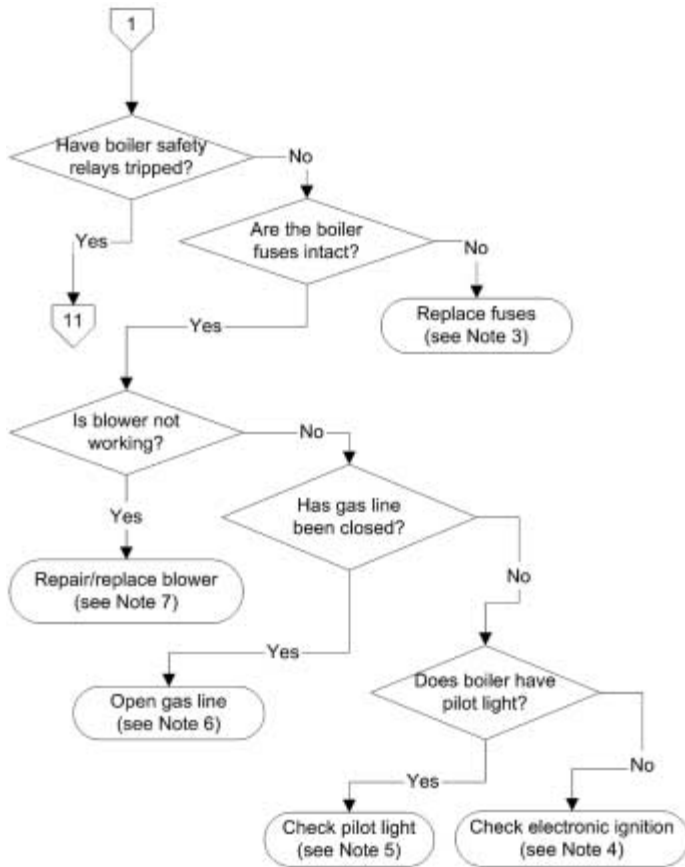 1
Have boiler safety
relays tripped?
No
Yes
11
Are the boiler
fuses intact?
No
Replace fuses
(see Note 3)
Yes
Is blower not
working?
No
Yes
Repair/replace blower
(see Note 7)
Has gas line
been closed?
No
Yes
Open gas line
(see Note 6)
Does boiler have
pilot light?
Yes
No
Check pilot light
(see Note 5)
Check electronic ignition
(see Note 4)